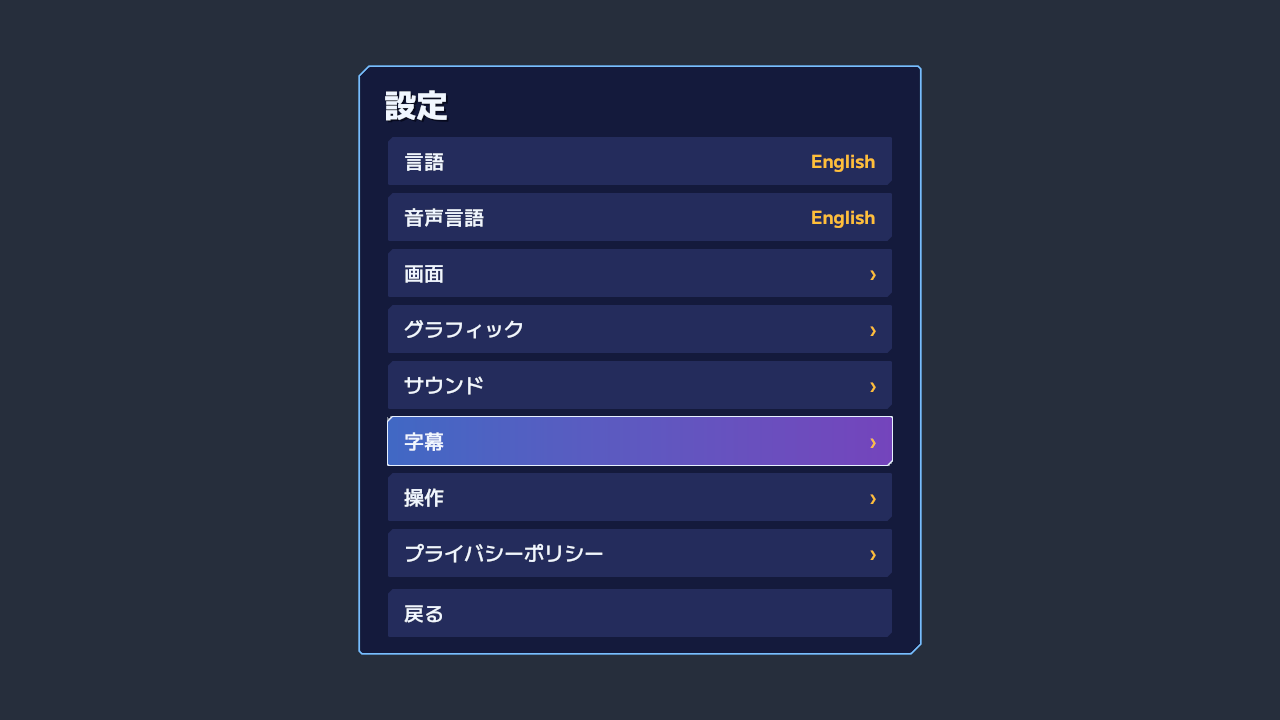 設定
言語 English
音声言語 English
画面 ›
グラフィック ›
サウンド ›
字幕 ›
操作 ›
プライバシーポリシー ›
戻る